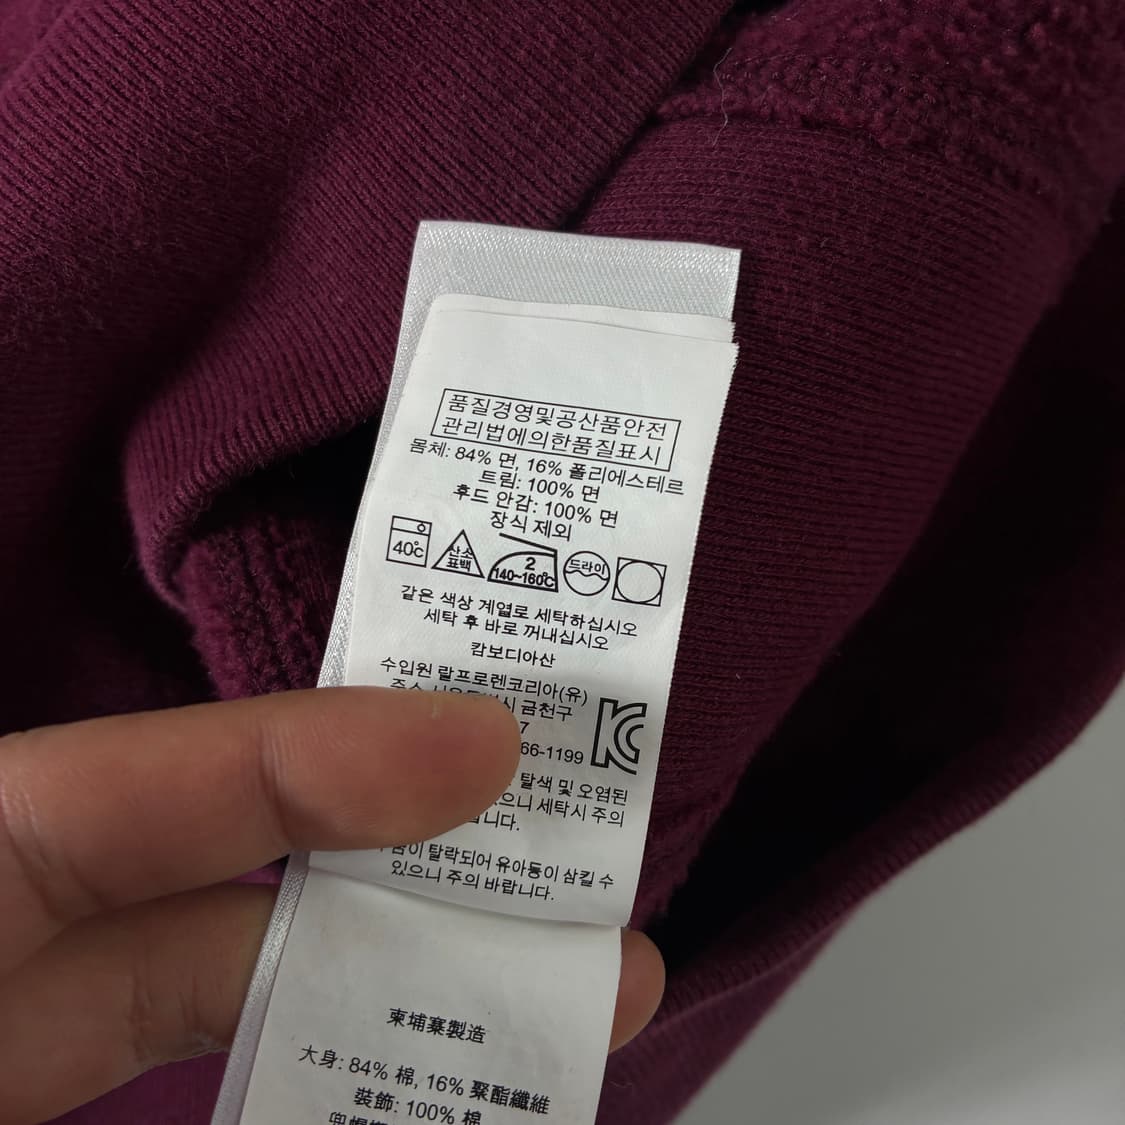 품질경영및공산품안전
관리법에의한품질표시
몸체: 84% 면, 16% 폴리에스테르
트림: 100% 면
후드 안감: 100% 면
장식 제외
40℃
산소
표백
2
140~160℃
드라이
같은 색상 계열로 세탁하십시오
세탁 후 바로 꺼내십시오
캄보디아산
수입원 랄프로렌코리아(유)
금천구
7
66-1199
KC
탈색 및 오염된
세탁시 주의
탈락되어 유아동이 삼킬 수
있으니 주의 바랍니다.
柬埔寨製造
大身: 84% 棉, 16% 聚酯纖維
裝飾: 100% 棉